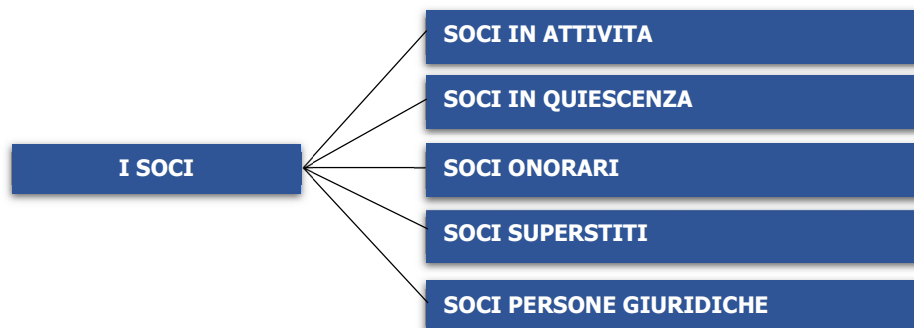 SOCI IN ATTIVITA
SOCI IN QUIESCENZA
I SOCI
SOCI ONORARI
SOCI SUPERSTITI
SOCI PERSONE GIURIDICHE